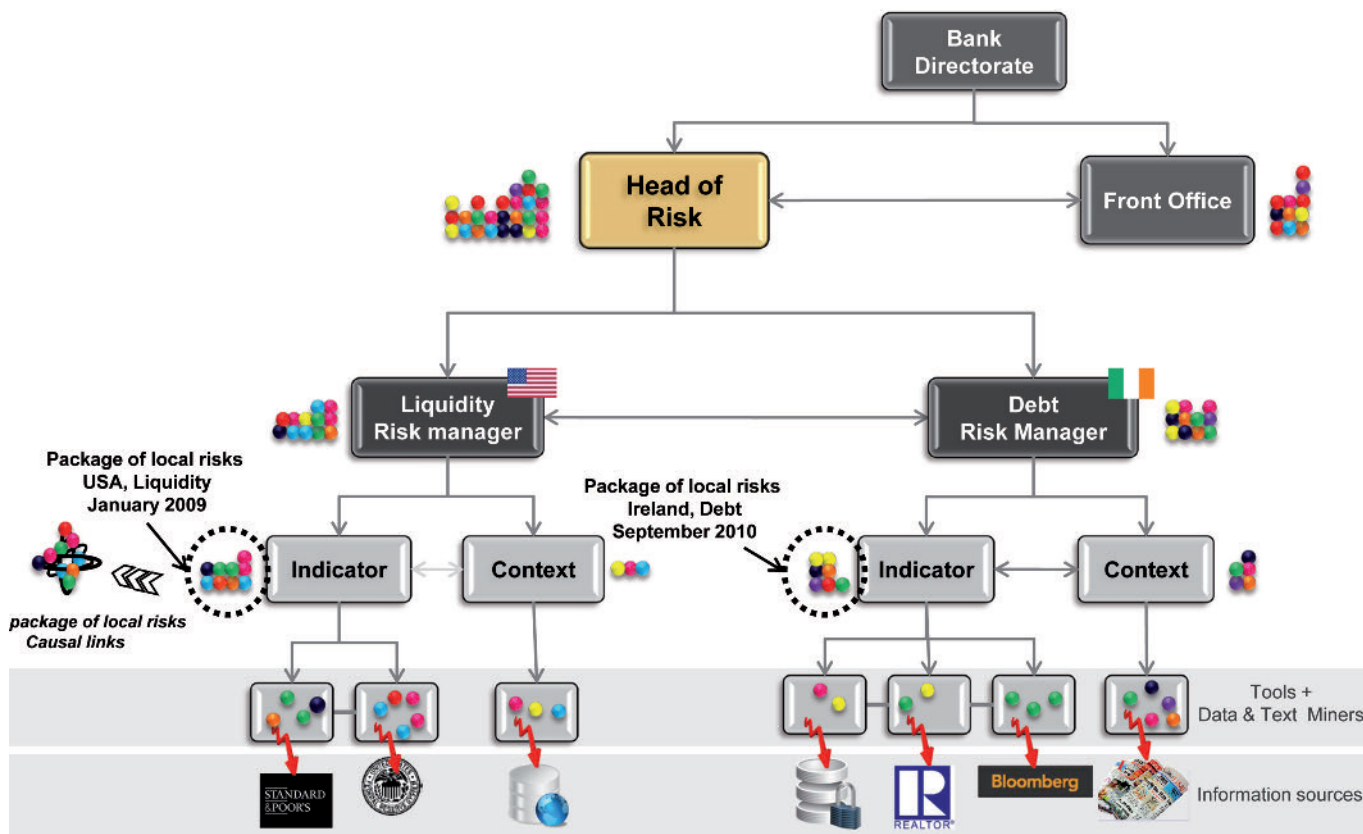 Bank
Directorate
Head of
Risk
Front Office
Liquidity
Risk manager
Debt
Risk Manager
Package of local risks
USA, Liquidity
January 2009
Package of local risks
Ireland, Debt
September 2010
Indicator
Context
Indicator
Context
package of local risks
Causal links
Tools +
Data & Text Miners
STANDARD
&POOR'S
R
REALTOR®
Bloomberg
Information sources